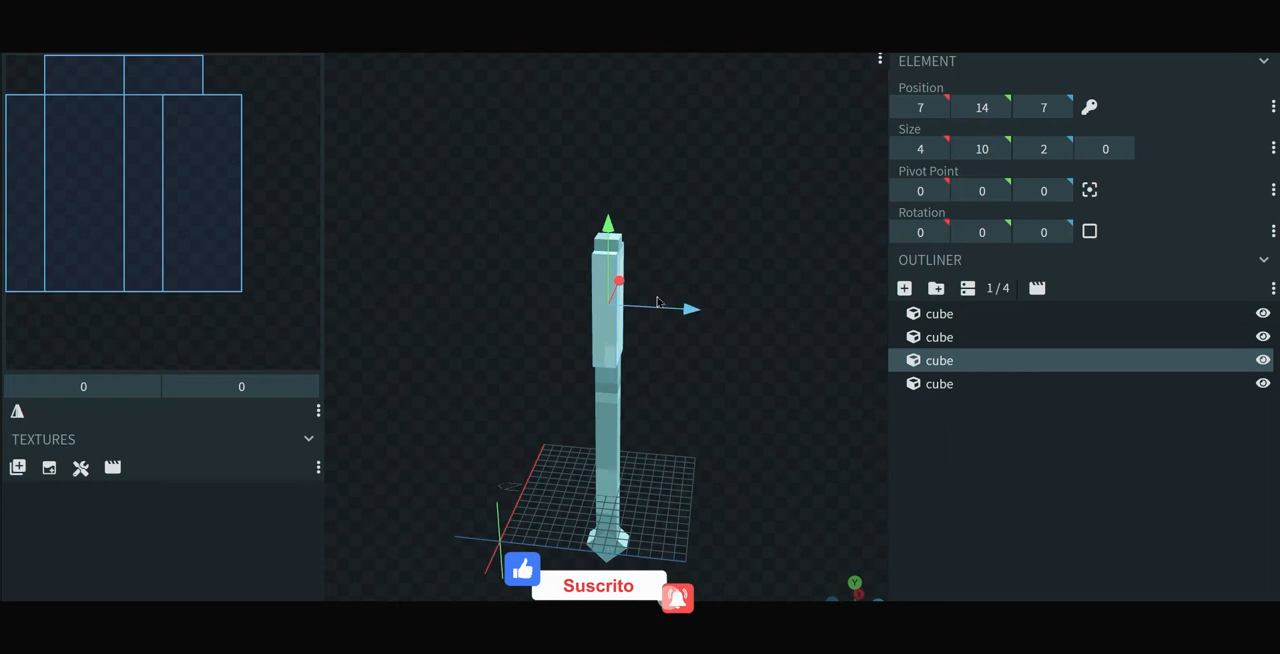 ELEMENT
Position
7 14 7
Size
4 10 2 0
Pivot Point
0 0 0
Rotation
0 0 0
OUTLINER
1 / 4
cube
cube
cube
cube
0 0
TEXTURES
Suscrito
Y